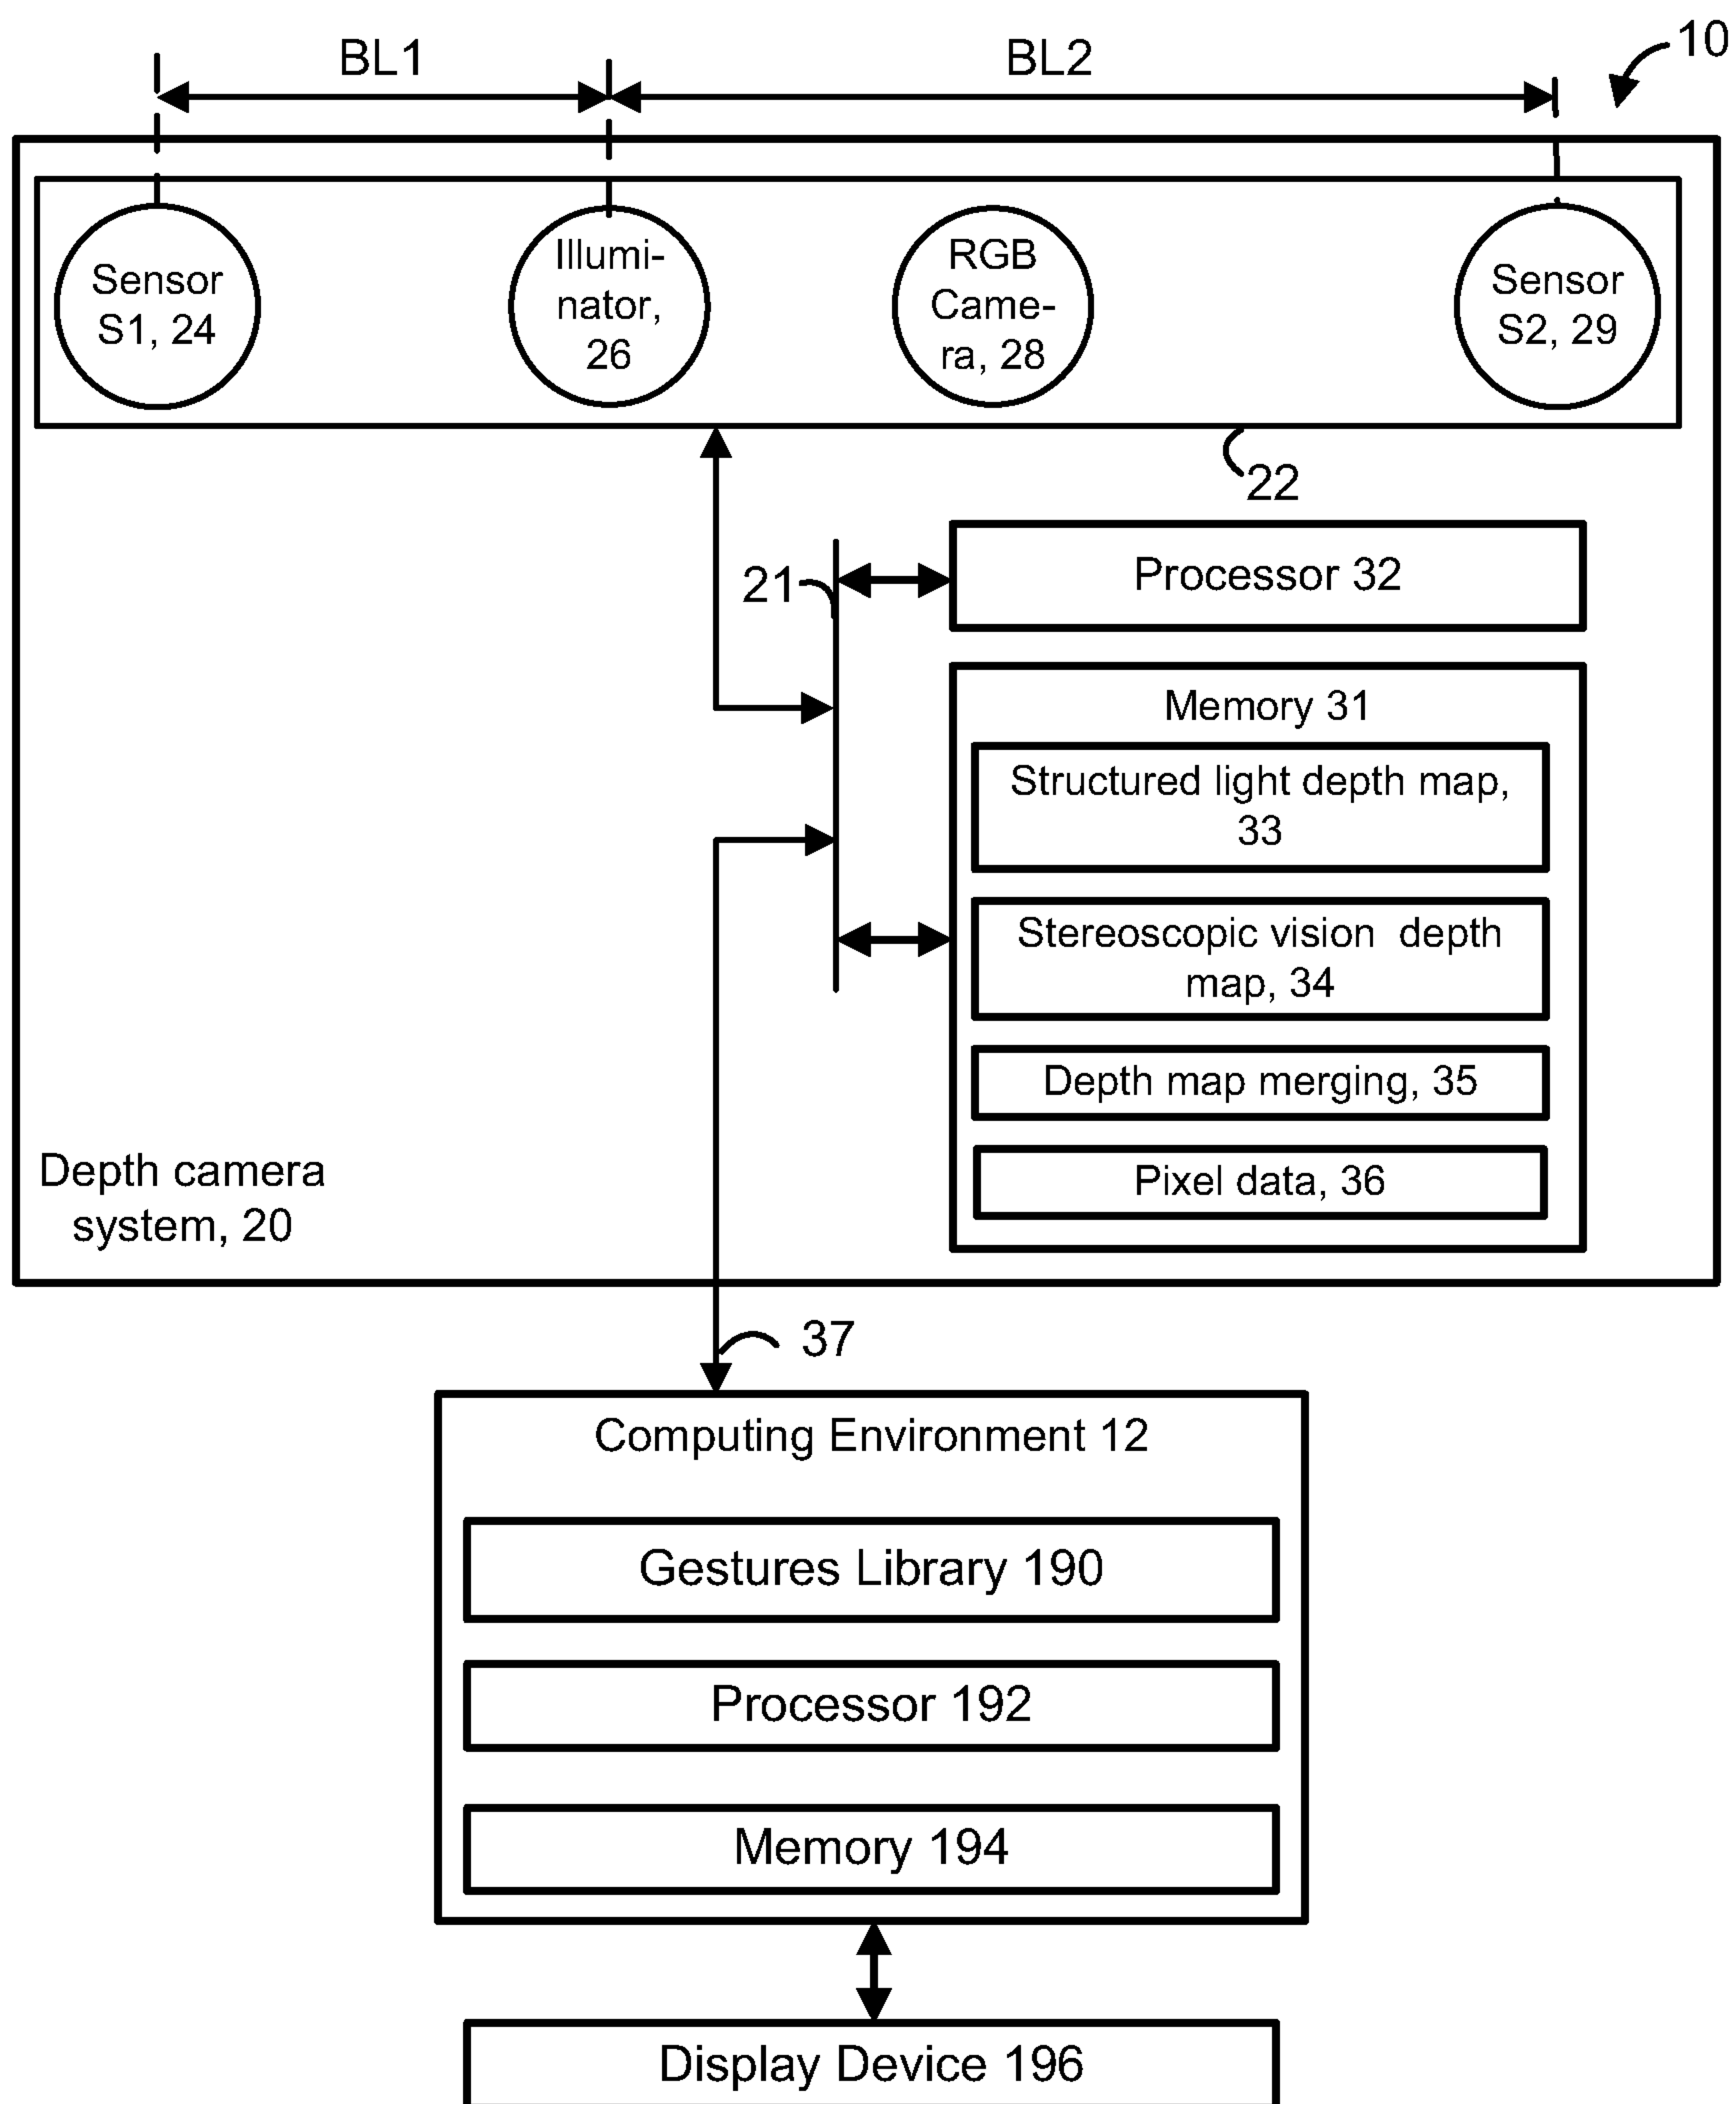 10
BL1
BL2
Sensor
S1, 24
Illumi-
nator,
26
RGB
Came-
ra, 28
Sensor
S2, 29
22
21
Processor 32
Memory 31
Structured light depth map,
33
Stereoscopic vision depth
map, 34
Depth map merging, 35
Pixel data, 36
Depth camera
system, 20
37
Computing Environment 12
Gestures Library 190
Processor 192
Memory 194
Display Device 196